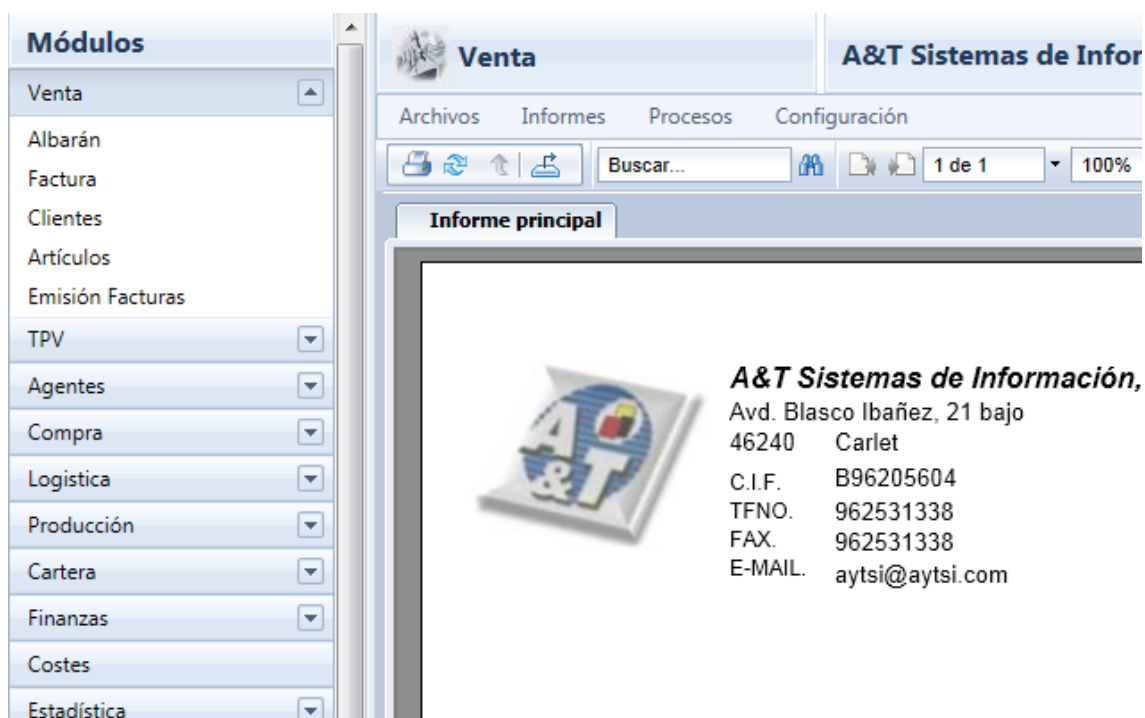 Módulos
Venta
Albarán
Factura
Clientes
Artículos
Emisión Facturas
TPV
Agentes
Compra
Logistica
Producción
Cartera
Finanzas
Costes
Estadística
Venta
A&T Sistemas de Infor
Archivos Informes Procesos Configuración
Buscar... 1 de 1 100%
Informe principal
A&T
A&T Sistemas de Información,
Avd. Blasco Ibañez, 21 bajo
46240 Carlet
C.I.F. B96205604
TFNO. 962531338
FAX. 962531338
E-MAIL. aytsi@aytsi.com